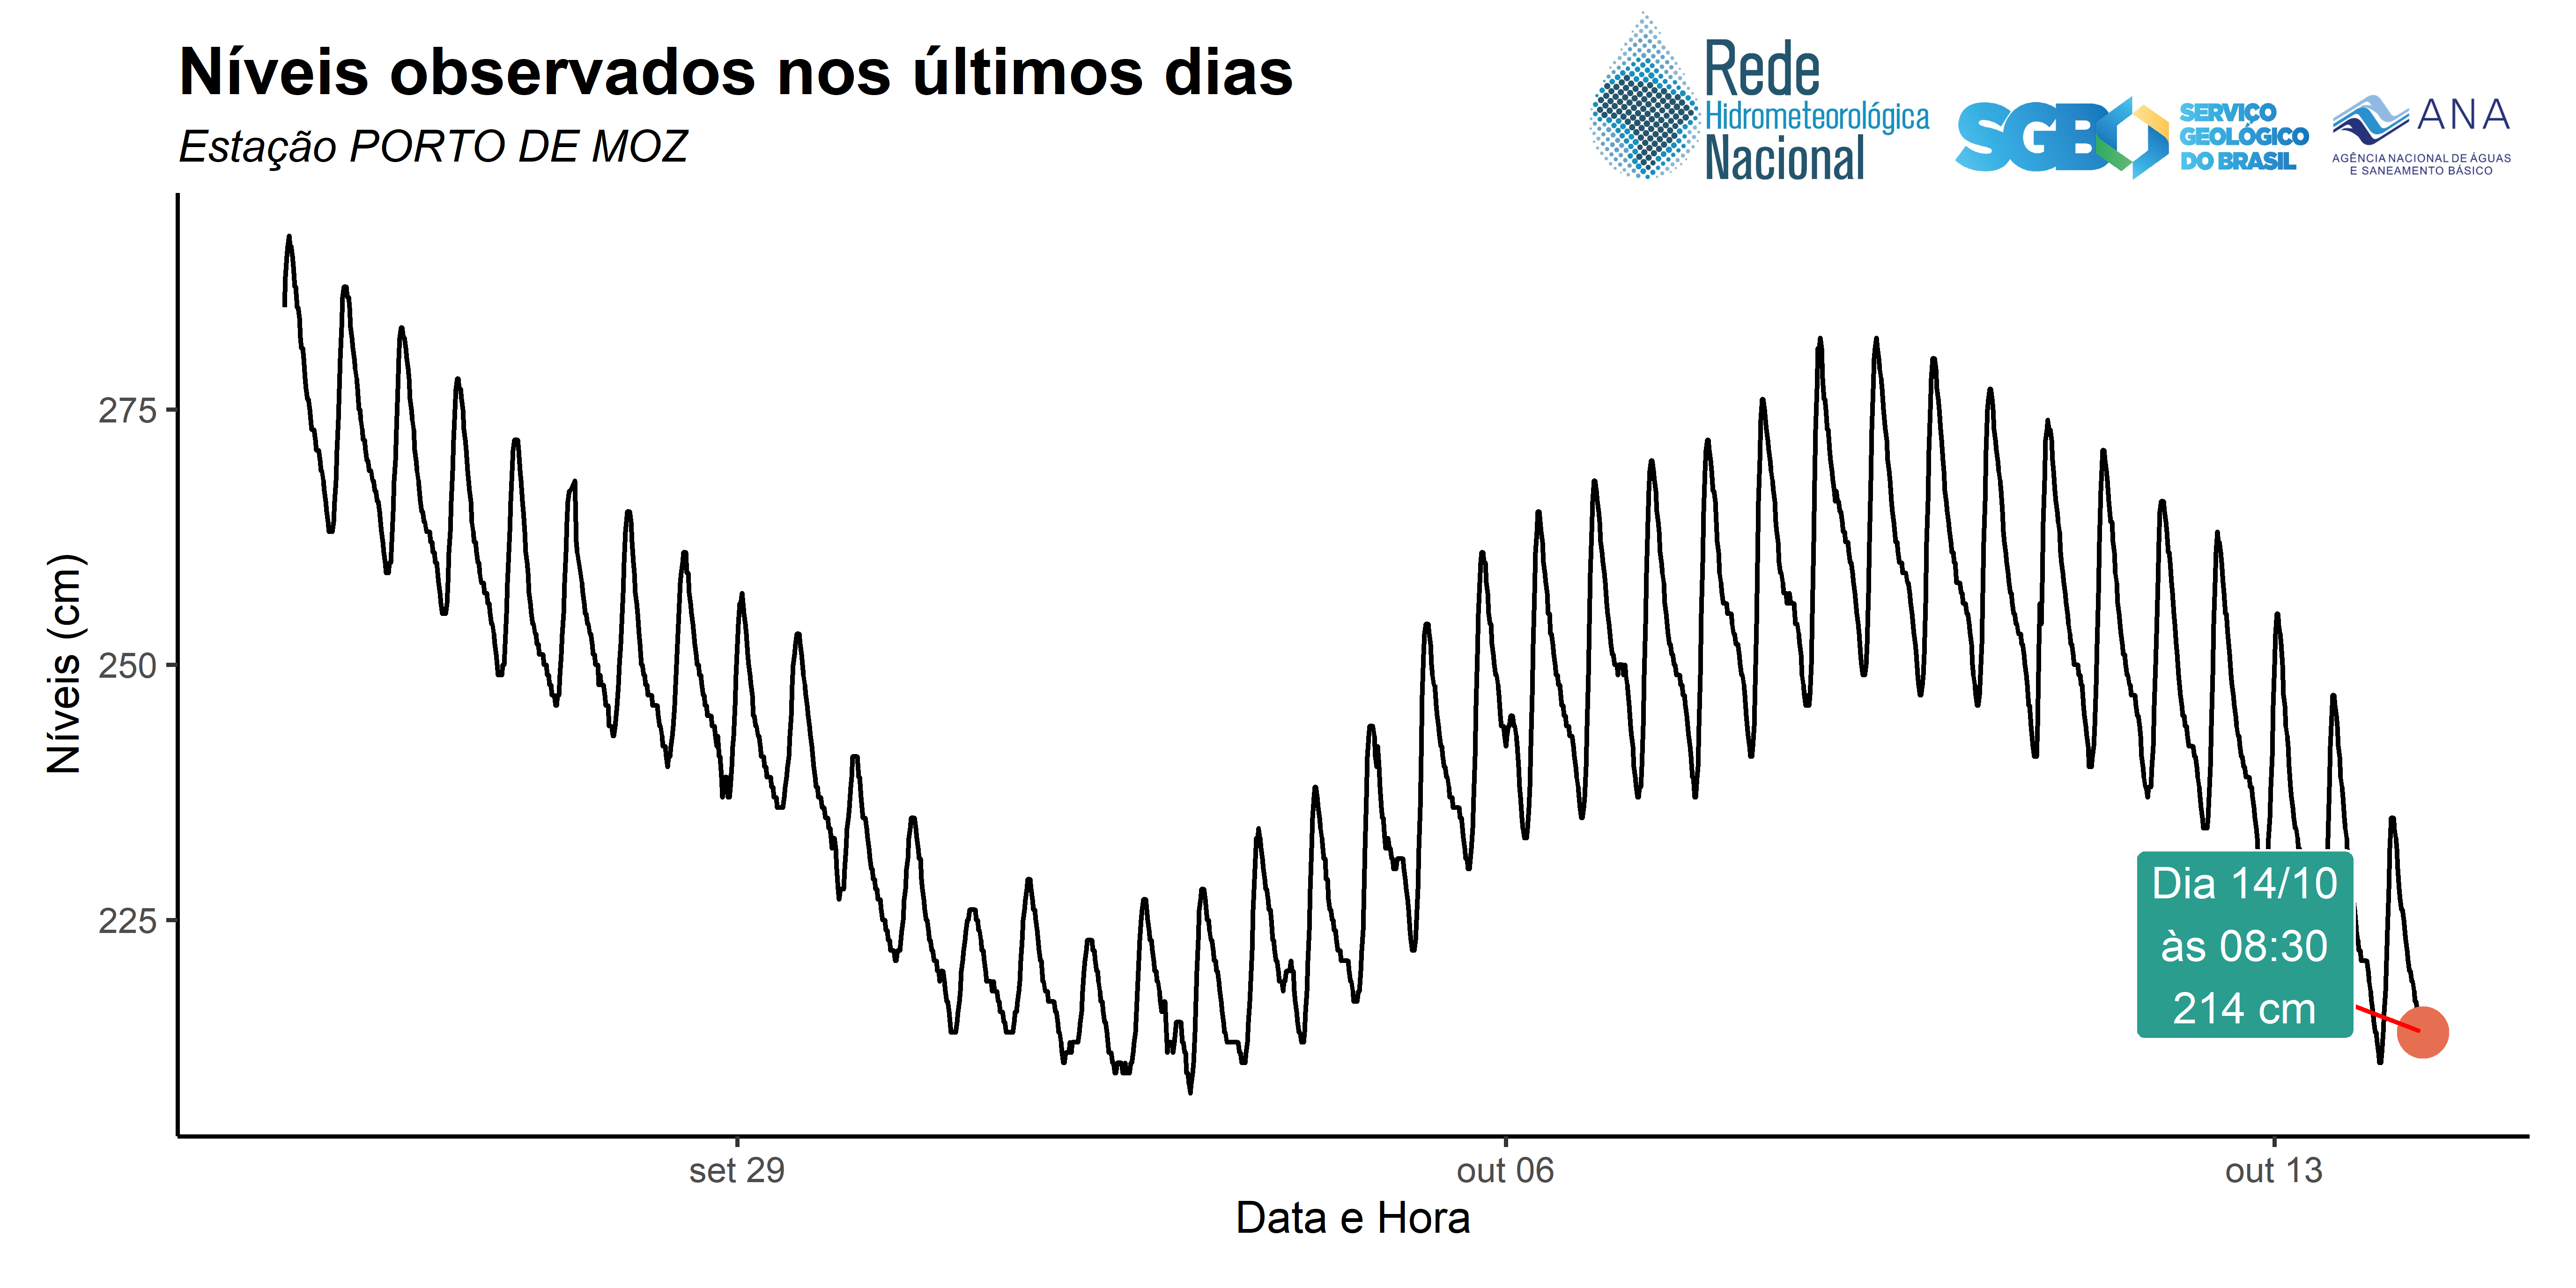 Níveis observados nos últimos dias
Estação PORTO DE MOZ
Rede
Hidrometeorológica
Nacional
SGB
SERVIÇO
GEOLÓGICO
DO BRASIL
ANA
AGÊNCIA NACIONAL DE ÁGUAS
E SANEAMENTO BÁSICO
Níveis (cm)
275
250
225
Dia 14/10
às 08:30
214 cm
set 29
out 06
out 13
Data e Hora